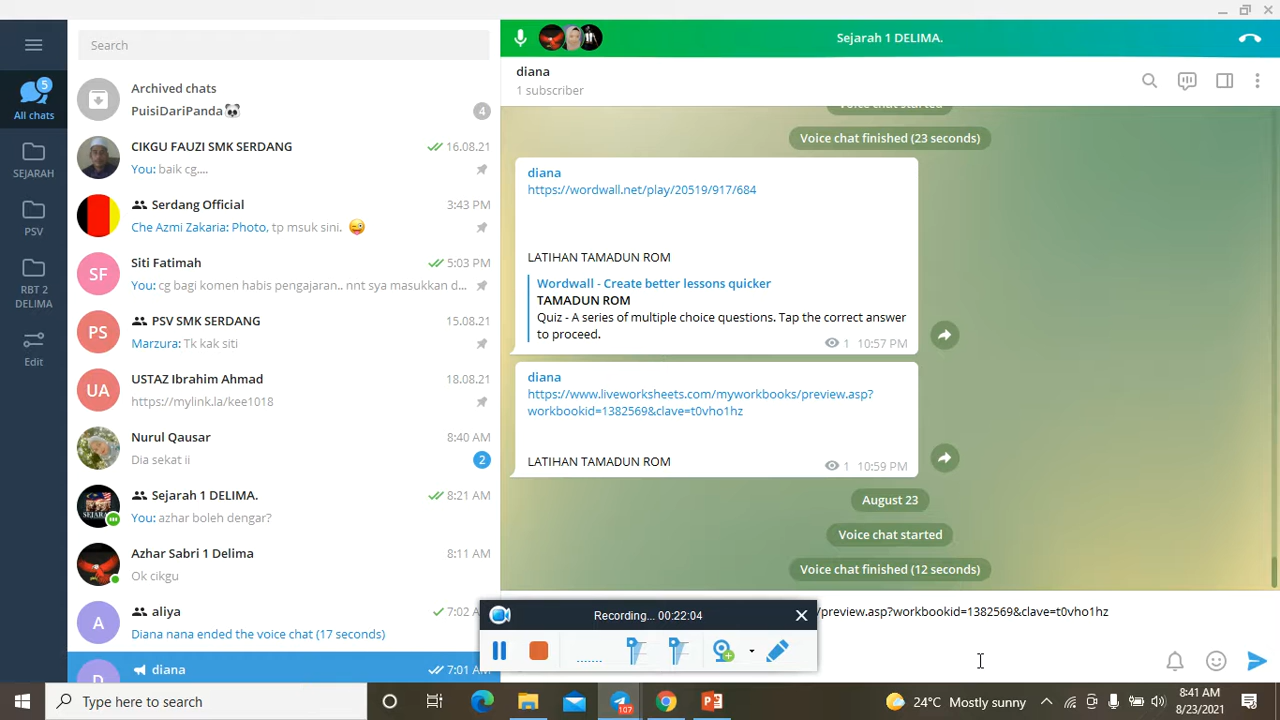 Search
5
All chats
SEJARAH
PSV
RBT 2
DELIMA
Edit
Archived chats
PuisiDariPanda🐼
4
CIKGU FAUZI SMK SERDANG
16.08.21
You: baik cg....
Serdang Official
3:43 PM
Che Azmi Zakaria: Photo, tp msuk sini. 😜
SF
Siti Fatimah
5:03 PM
You: cg bagi komen habis pengajaran.. nnt sya masukkan d...
PS
PSV SMK SERDANG
15.08.21
Marzura: Tk kak siti
UA
USTAZ Ibrahim Ahmad
18.08.21
https://mylink.la/kee1018
Nurul Qausar
8:40 AM
Dia sekat ii
2
SEJARAH
Sejarah 1 DELIMA.
8:21 AM
You: azhar boleh dengar?
Azhar Sabri 1 Delima
8:11 AM
Ok cikgu
A
aliya
7:02
Diana nana ended the voice chat (17 seconds)
D
diana
7:01 AM
Sejarah 1 DELIMA.
diana
1 subscriber
Voice chat started
Voice chat finished (23 seconds)
diana
https://wordwall.net/play/20519/917/684
LATIHAN TAMADUN ROM
Wordwall - Create better lessons quicker
TAMADUN ROM
Quiz - A series of multiple choice questions. Tap the correct answer
to proceed.
1 10:57 PM
diana
https://www.liveworksheets.com/myworkbooks/preview.asp?
workbookid=1382569&clave=t0vho1hz
LATIHAN TAMADUN ROM
1 10:59 PM
August 23
Voice chat started
Voice chat finished (12 seconds)
/preview.asp?workbookid=1382569&clave=t0vho1hz
Recording... 00:22:04
Type here to search
107
24°C Mostly sunny
8:41 AM
8/23/2021